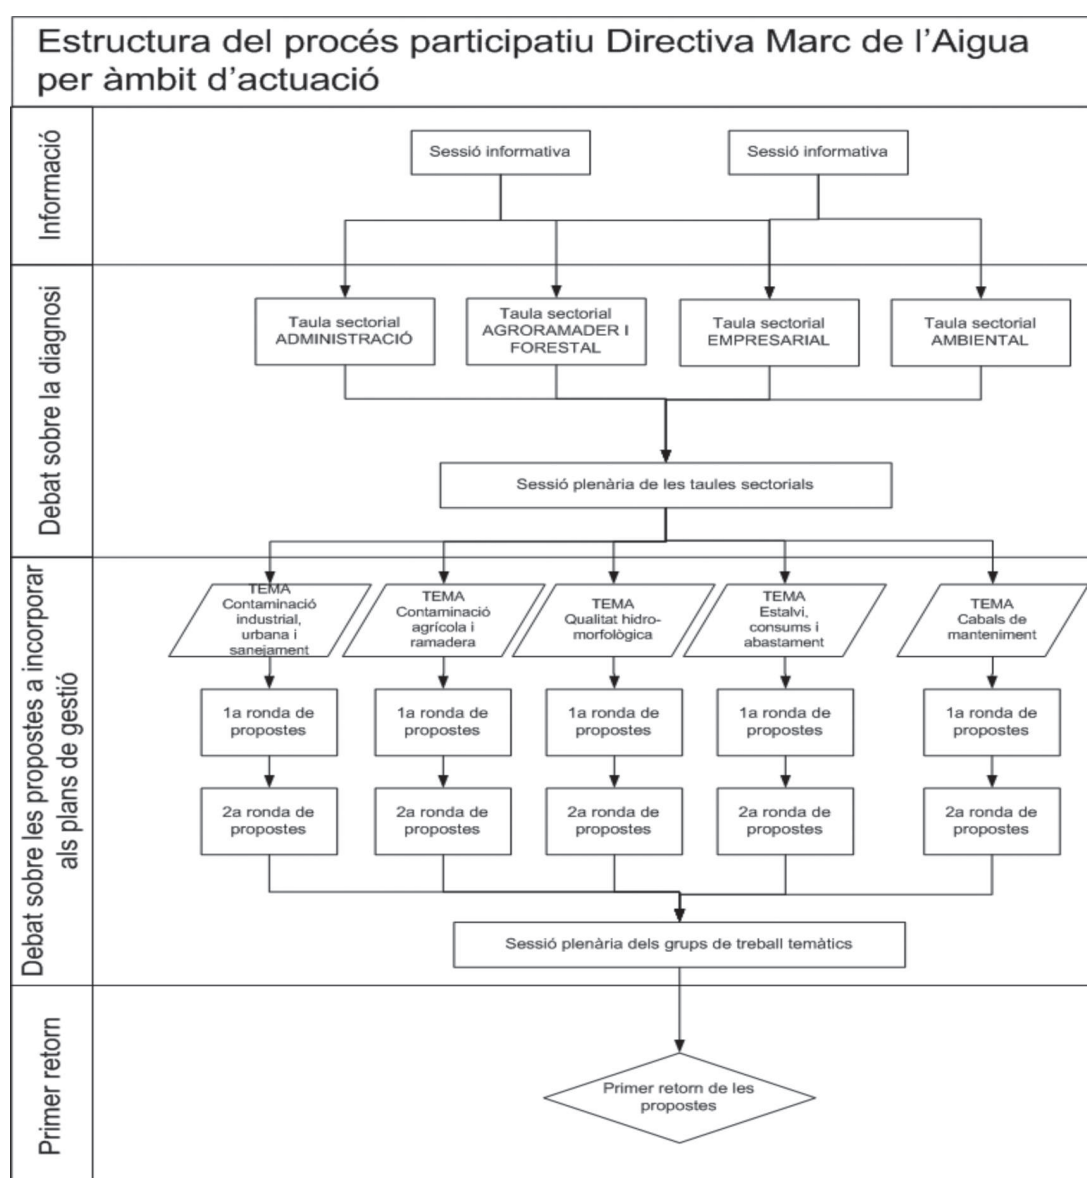 Estructura del procés participatiu Directiva Marc de l'Aigua
per àmbit d'actuació
Informació
Sessió informativa
Sessió informativa
Debat sobre la diagnosi
Taula sectorial
ADMINISTRACIÓ
Taula sectorial
AGRORAMADER I
FORESTAL
Taula sectorial
EMPRESARIAL
Taula sectorial
AMBIENTAL
Sessió plenària de les taules sectorials
Debat sobre les propostes a incorporar
als plans de gestió
TEMA
Contaminació
industrial,
urbana i
sanejament
TEMA
Contaminació
agrícola i
ramadera
TEMA
Qualitat hidro-
morfològica
TEMA
Estalvi,
consums i
abastament
TEMA
Cabals de
manteniment
1a ronda de
propostes
1a ronda de
propostes
1a ronda de
propostes
1a ronda de
propostes
1a ronda de
propostes
2a ronda de
propostes
2a ronda de
propostes
2a ronda de
propostes
2a ronda de
propostes
2a ronda de
propostes
Sessió plenària dels grups de treball temàtics
Primer retorn
Primer retorn de les
propostes